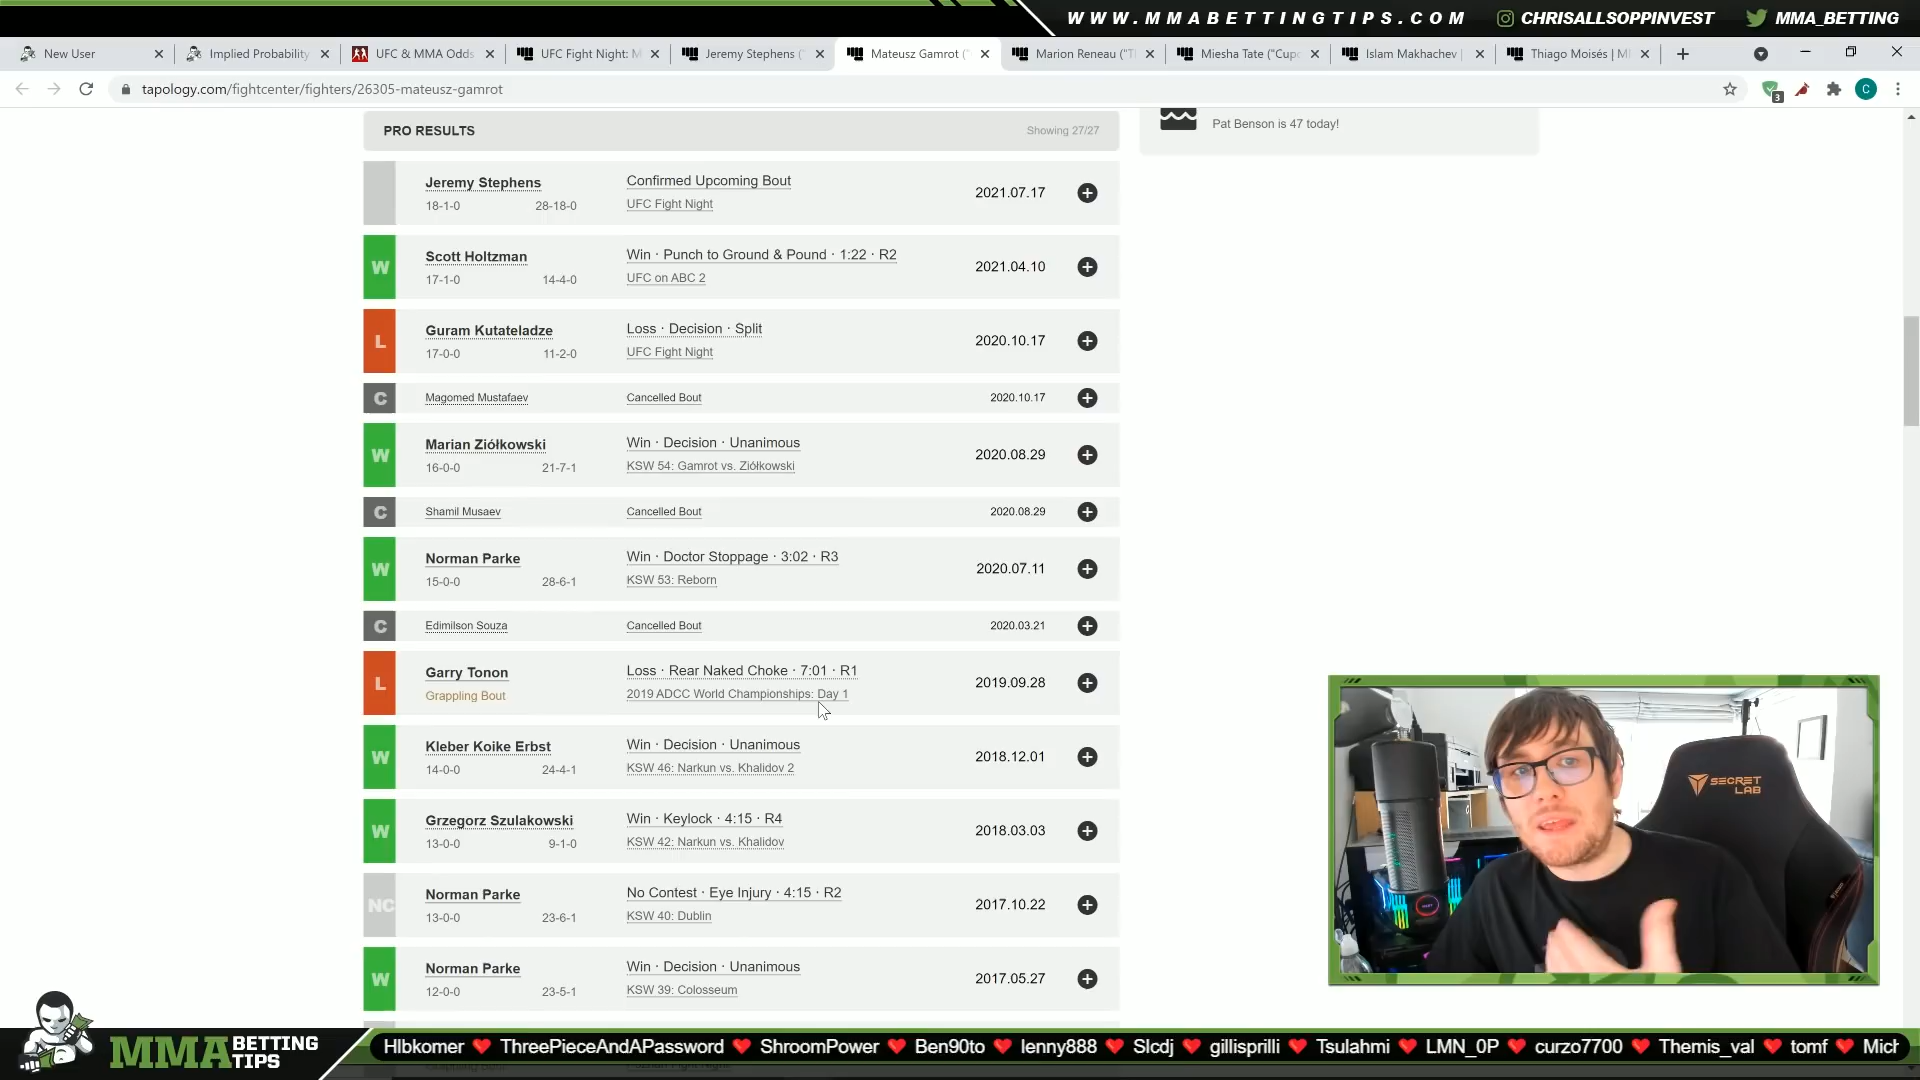 WWW.MMABETTINGTIPS.COM
CHRISALLSOPPINVEST
MMA_BETTING
New User
Implied Probability
UFC & MMA Odds
UFC Fight Night: M
Jeremy Stephens ("
Mateusz Gamrot ("
Marion Reneau ("T
Miesha Tate ("Cupc
Islam Makhachev |
Thiago Moisés | M
tapology.com/fightcenter/fighters/26305-mateusz-gamrot
3
C
PRO RESULTS
Showing 27/27
Pat Benson is 47 today!
Jeremy Stephens
Confirmed Upcoming Bout
2021.07.17
18-1-0
28-18-0
UFC Fight Night
W
Scott Holtzman
Win · Punch to Ground & Pound · 1:22 · R2
2021.04.10
17-1-0
14-4-0
UFC on ABC 2
L
Guram Kutateladze
Loss · Decision · Split
2020.10.17
17-0-0
11-2-0
UFC Fight Night
C
Magomed Mustafaev
Cancelled Bout
2020.10.17
W
Marian Ziółkowski
Win · Decision · Unanimous
2020.08.29
16-0-0
21-7-1
KSW 54: Gamrot vs. Ziółkowski
C
Shamil Musaev
Cancelled Bout
2020.08.29
W
Norman Parke
Win · Doctor Stoppage · 3:02 · R3
2020.07.11
15-0-0
28-6-1
KSW 53: Reborn
C
Edimilson Souza
Cancelled Bout
2020.03.21
L
Garry Tonon
Loss · Rear Naked Choke · 7:01 · R1
2019.09.28
Grappling Bout
2019 ADCC World Championships: Day 1
W
Kleber Koike Erbst
Win · Decision · Unanimous
2018.12.01
14-0-0
24-4-1
KSW 46: Narkun vs. Khalidov 2
W
Grzegorz Szulakowski
Win · Keylock · 4:15 · R4
2018.03.03
13-0-0
9-1-0
KSW 42: Narkun vs. Khalidov
NC
Norman Parke
No Contest · Eye Injury · 4:15 · R2
2017.10.22
13-0-0
23-6-1
KSW 40: Dublin
W
Norman Parke
Win · Decision · Unanimous
2017.05.27
12-0-0
23-5-1
KSW 39: Colosseum
SECRET
LAB
MMA BETTING
TIPS
Hlbkomer ❤ ThreePieceAndAPassword ❤ ShroomPower ❤ Ben90to ❤ lenny888 ❤ Slcdj ❤ gillisprilli ❤ Tsulahmi ❤ LMN_0P ❤ curzo7700 ❤ Themis_val ❤ tomf ❤ Mich